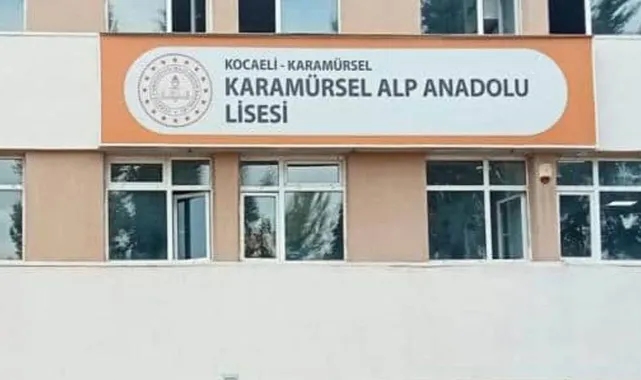 KOCAELİ - KARAMÜRSEL
KARAMÜRSEL ALP ANADOLU
LİSESİ